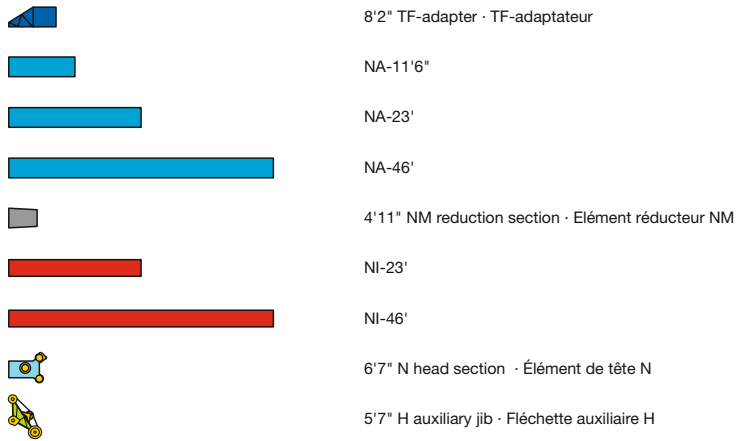 8'2" TF-adapter · TF-adaptateur
NA-11'6"
NA-23'
NA-46'
4'11" NM reduction section · Elément réducteur NM
NI-23'
NI-46'
6'7" N head section · Élément de tête N
5'7" H auxiliary jib · Fléchette auxiliaire H